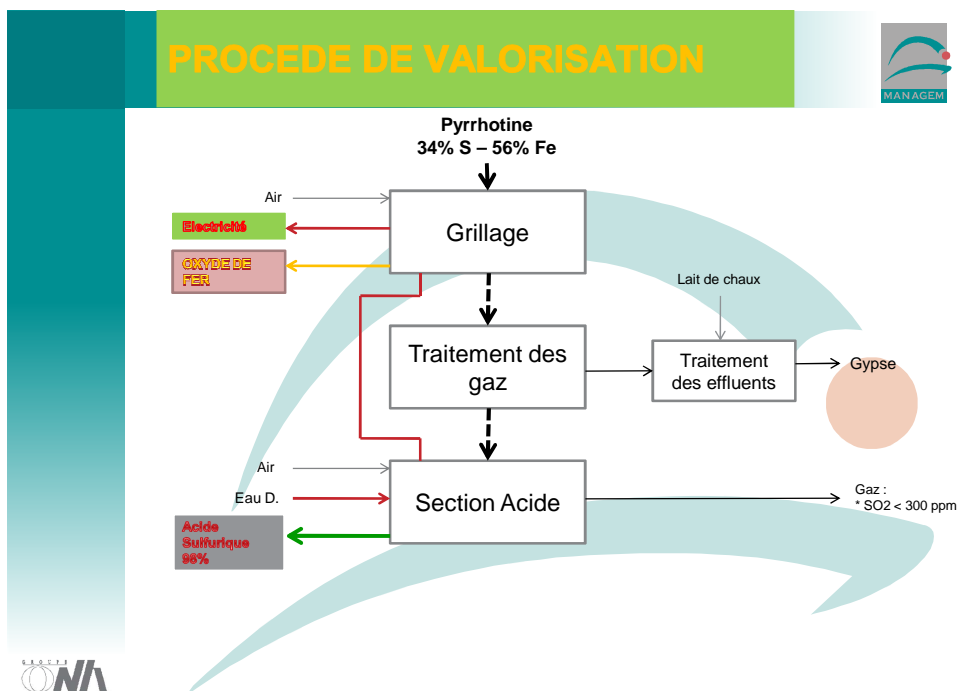 PROCEDE DE VALORISATION
MANAGEM
Pyrrhotine
34% S – 56% Fe
Air
Electricité
Grillage
OXYDE DE
FER
Lait de chaux
Traitement des
gaz
Traitement
des effluents
Gypse
Air
Eau D.
Section Acide
Gaz :
* SO2 < 300 ppm
Acide
Sulfurique
98%
GROUPE
ONA